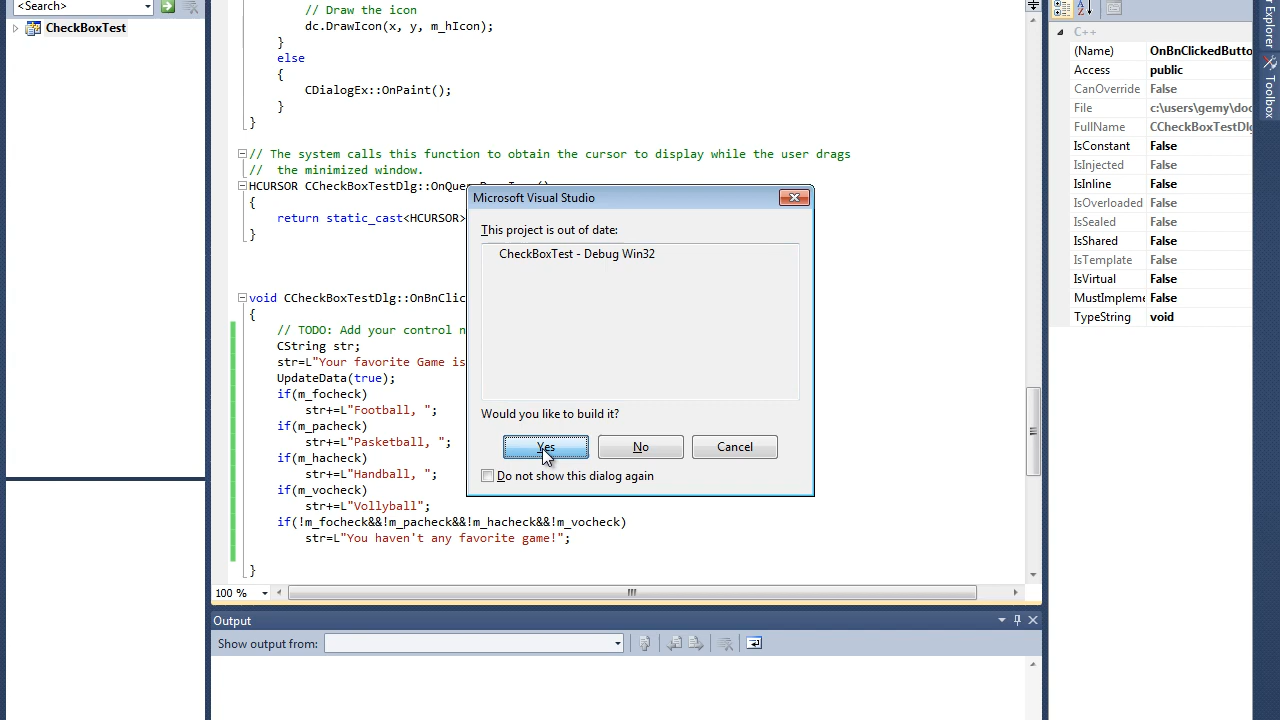 <Search>
CheckBoxTest
// Draw the icon
dc.DrawIcon(x, y, m_hIcon);
}
else
{
CDialogEx::OnPaint();
}
}
// The system calls this function to obtain the cursor to display while the user drags
//  the minimized window.
HCURSOR CCheckBoxTestDlg::OnQue
{
return static_cast<HCURSOR>
}
void CCheckBoxTestDlg::OnBnClic
{
// TODO: Add your control n
CString str;
str=L"Your favorite Game is
UpdateData(true);
if(m_focheck)
str+=L"Football, ";
if(m_pacheck)
str+=L"Pasketball, ";
if(m_hacheck)
str+=L"Handball, ";
if(m_vocheck)
str+=L"Vollyball";
if(!m_focheck&&!m_pacheck&&!m_hacheck&&!m_vocheck)
str=L"You haven't any favorite game!";
}
100 %
Microsoft Visual Studio
This project is out of date:
CheckBoxTest - Debug Win32
Would you like to build it?
Yes
No
Cancel
Do not show this dialog again
Output
Show output from:
C++
(Name) OnBnClickedButto
Access public
CanOverride False
File c:\users\gemy\doc
FullName CCheckBoxTestDlg
IsConstant False
IsInjected False
IsInline False
IsOverloaded False
IsSealed False
IsShared False
IsTemplate False
IsVirtual False
MustImpleme False
TypeString void
r Explorer
Toolbox